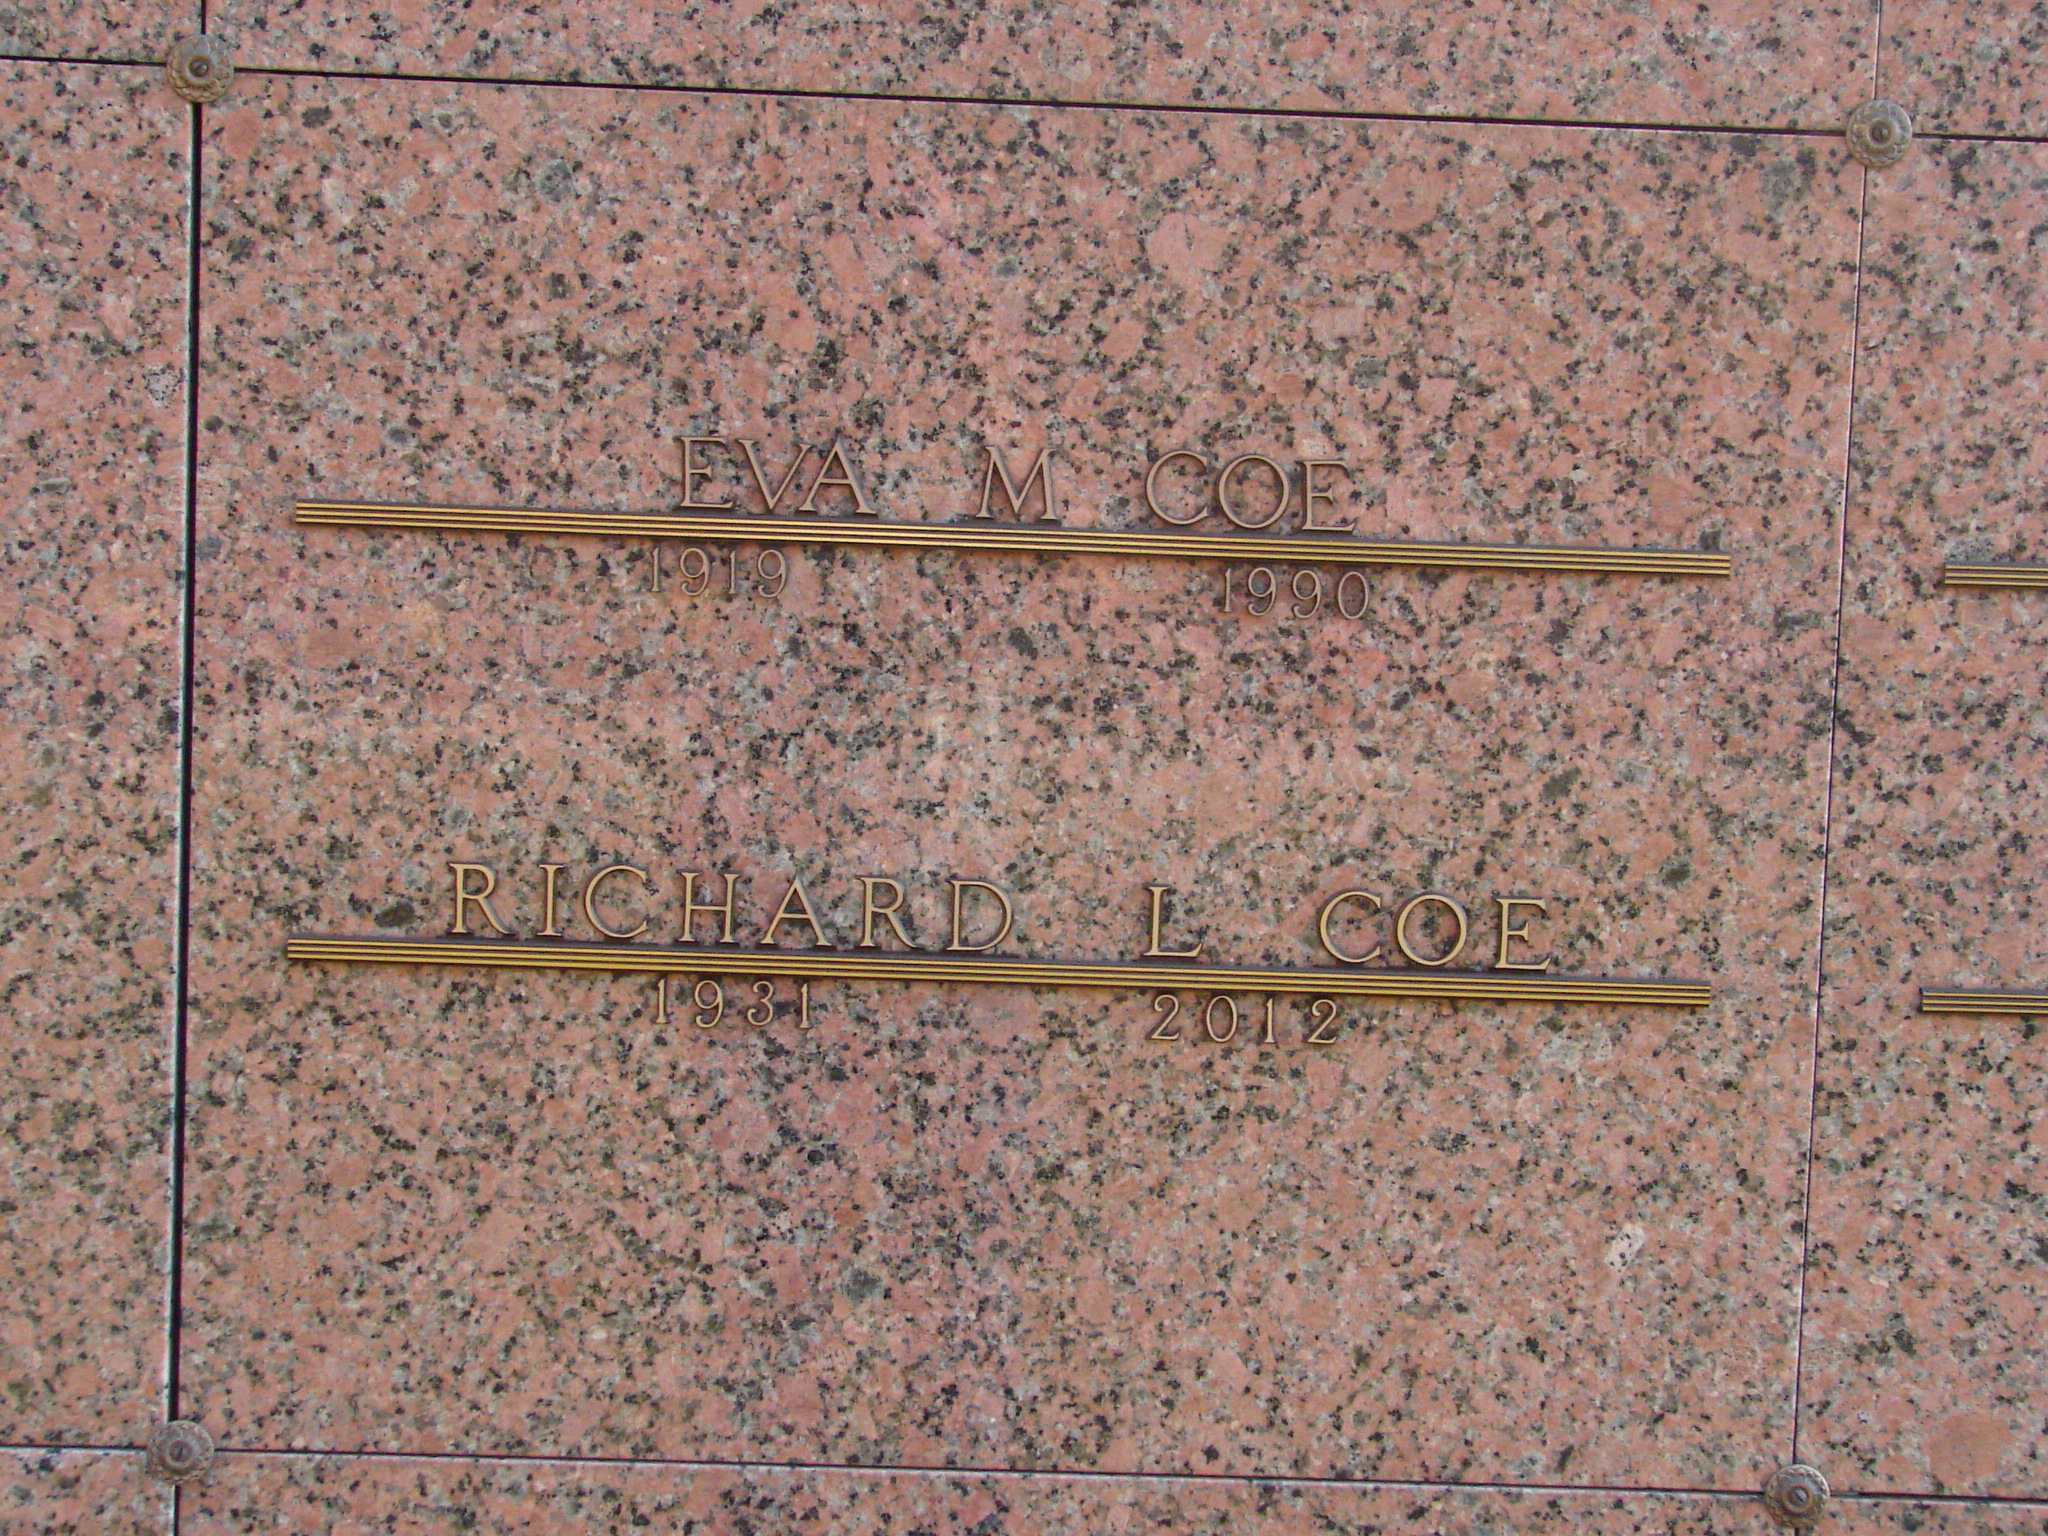 EVA M COE
1919 1990
RICHARD L COE
1931 2012